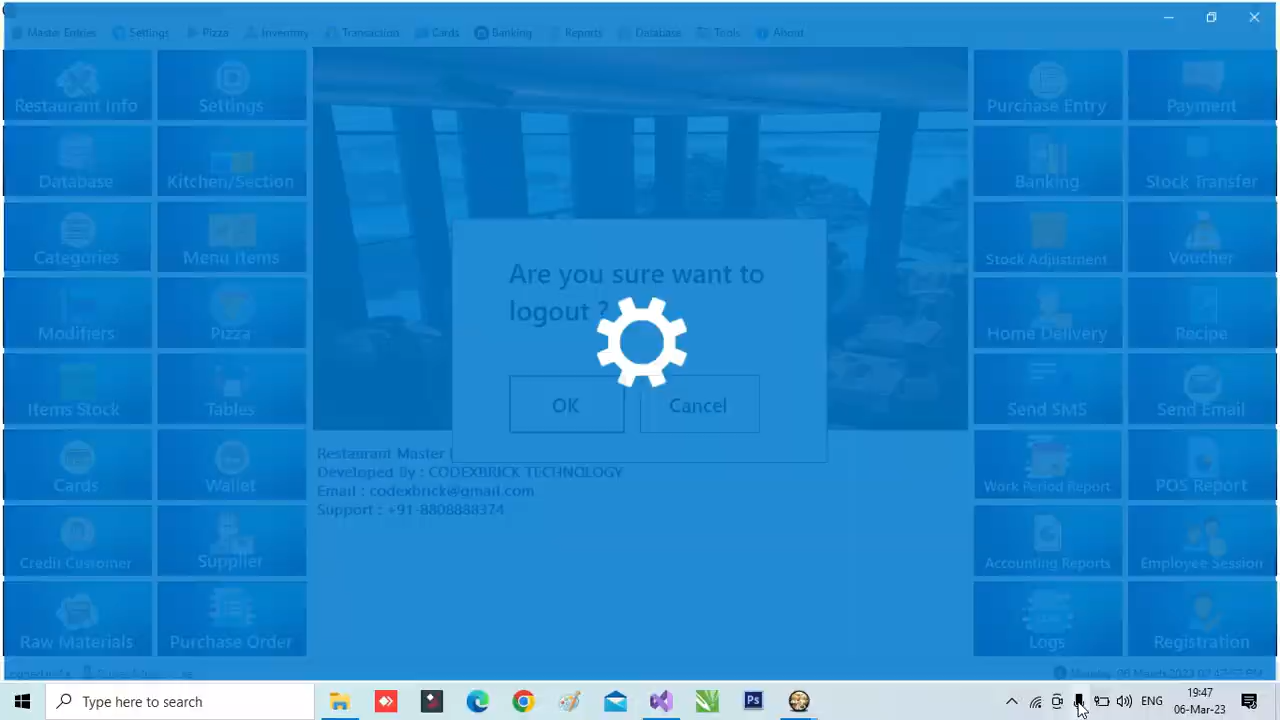 Master Entries Settings Pizza Inventory Transaction Cards Banking Reports Database Tools About
Restaurant Info Settings Purchase Entry Payment
Database Kitchen/Section Banking Stock Transfer
Categories Menu Items Stock Adjustment Voucher
Are you sure want to
logout ?
Modifiers Pizza Home Delivery Recipe
OK Cancel
Items Stock Tables Send SMS Send Email
Restaurant Master
Developed By : CODEXBRICK TECHNOLOGY
Cards Wallet Work Period Report POS Report
Email : codexbrick@gmail.com
Support : +91-8808888374
Credit Customer Supplier Accounting Reports Employee Session
Raw Materials Purchase Order Logs Registration
Type here to search
Ps
ENG
19:47
06-Mar-23